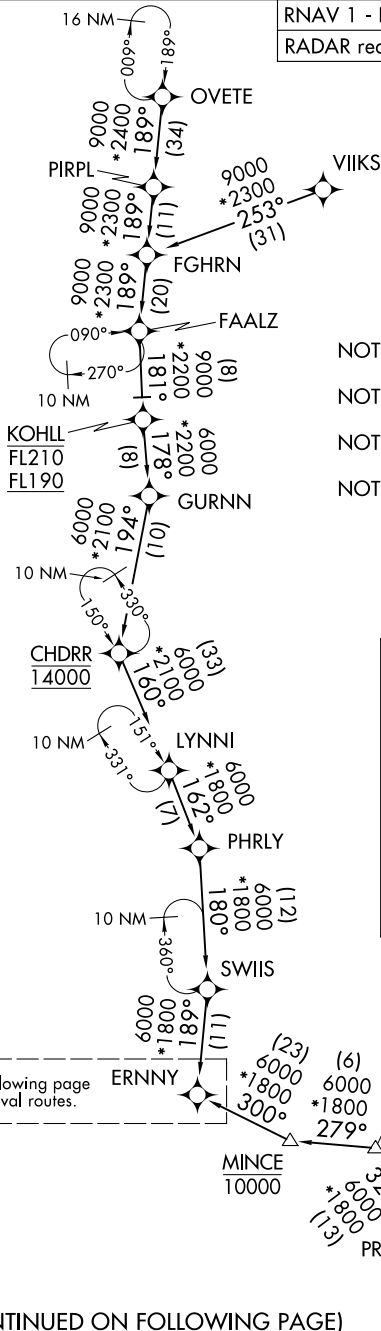 RNAV 1 -
RADAR
16 NM
009°
189°
OVETE
9000
*2400
189°
(34)
PIRPL
VIIKS
9000
*2300
253°
(31)
9000
*2300
189°
(11)
FGHRN
9000
*2300
189°
(20)
FAALZ
090°
270°
10 NM
(8)
9000
*2200
181°
NOT
NOT
NOT
NOT
KOHLL
FL210
FL190
6000
*2200
178°
(8)
GURNN
6000
*2100
194°
(10)
10 NM
150°
330°
CHDRR
14000
(33)
6000
*2100
160°
10 NM
151°
331°
LYNNI
6000
*1800
162°
(7)
PHRLY
(12)
6000
*1800
180°
10 NM
360°
SWIIS
(11)
189°
*1800
6000
lowing page
val routes.
ERNNY
(23)
6000
*1800
300°
(6)
6000
*1800
279°
MINCE
10000
32
6000
*1800
(13)
PR
NTINUED ON FOLLOWING PAGE)